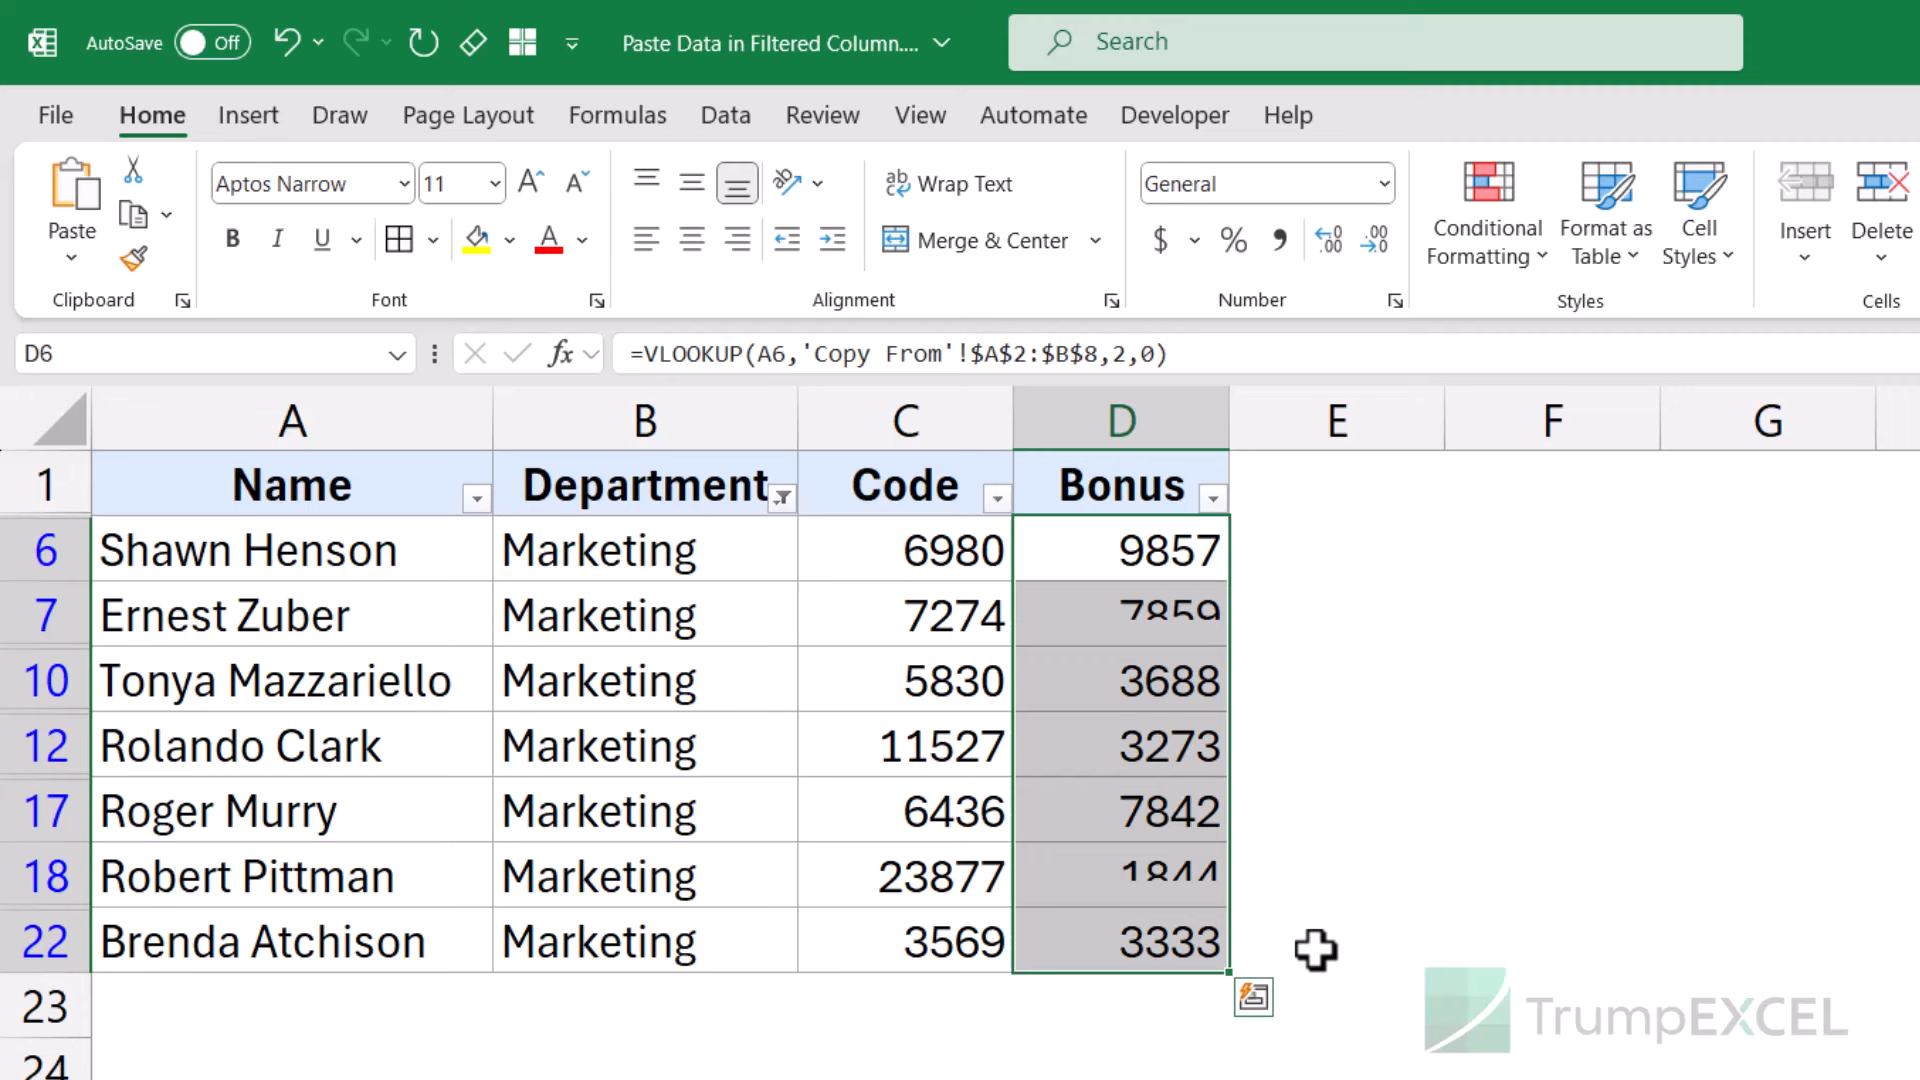 AutoSave Off Paste Data in Filtered Column.... Search
File Home Insert Draw Page Layout Formulas Data Review View Automate Developer Help
Paste
Clipboard
Aptos Narrow 11
B I U A
Font
Wrap Text
Merge & Center
Alignment
General
$ % ,
Number
Conditional Formatting
Format as Table
Cell Styles
Styles
Insert Delete
Cells
D6 fx =VLOOKUP(A6,'Copy From'!$A$2:$B$8,2,0)
A B C D E F G
1 Name Department Code Bonus
6 Shawn Henson Marketing 6980 9857
7 Ernest Zuber Marketing 7274 7859
10 Tonya Mazzariello Marketing 5830 3688
12 Rolando Clark Marketing 11527 3273
17 Roger Murry Marketing 6436 7842
18 Robert Pittman Marketing 23877 1844
22 Brenda Atchison Marketing 3569 3333
23
24
TrumpEXCEL